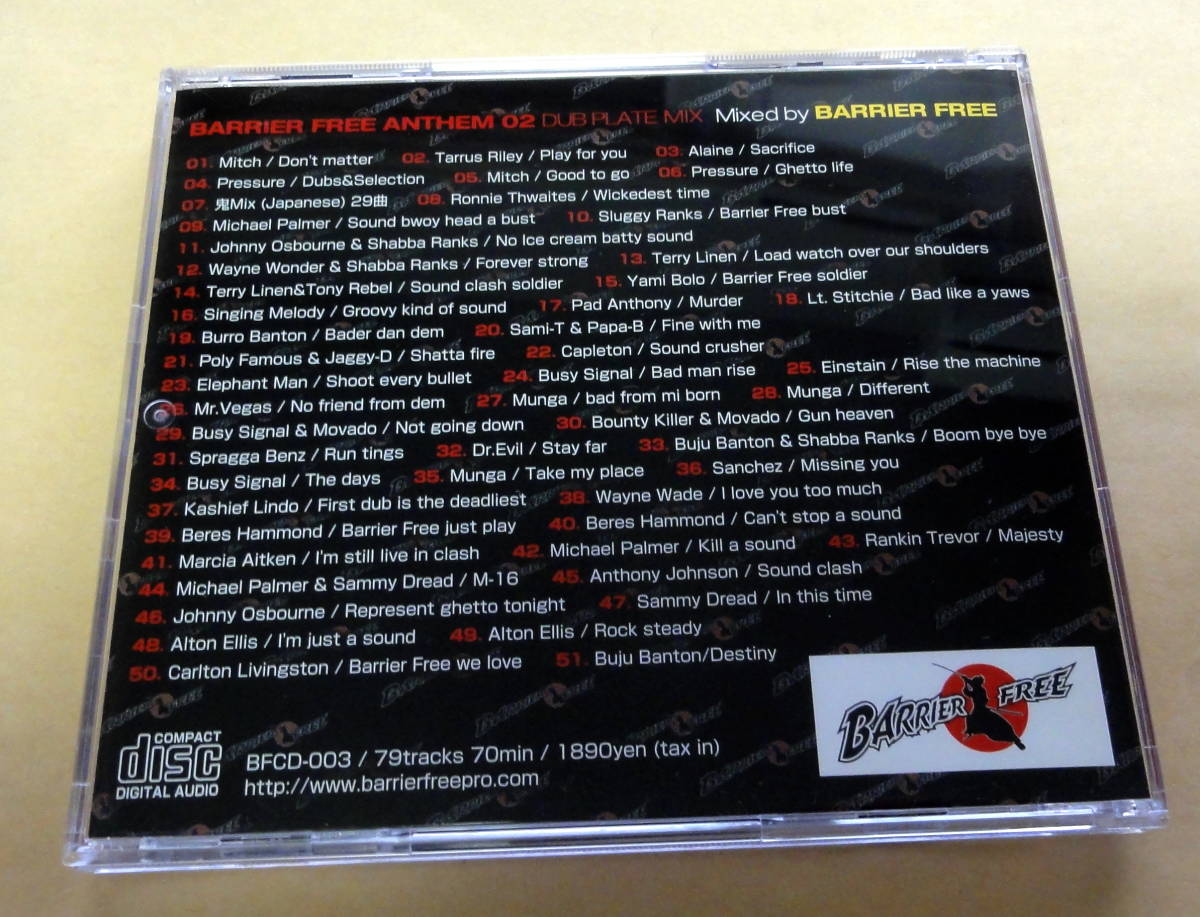 BARRIER FREE ANTHEM 02 DUB PLATE MIX Mixed by BARRIER FREE
01. Mitch / Don't matter 02. Tarrus Riley / Play for you 03. Alaine / Sacrifice
04. Pressure / Dubs&Selection 05. Mitch / Good to go 06. Pressure / Ghetto life
07. 鬼Mix (Japanese) 29曲 08. Ronnie Thwaites / Wickedest time
09. Michael Palmer / Sound bwoy head a bust 10. Sluggy Ranks / Barrier Free bust
11. Johnny Osbourne & Shabba Ranks / No Ice cream batty sound
12. Wayne Wonder & Shabba Ranks / Forever strong 13. Terry Linen / Load watch over our shoulders
14. Terry Linen&Tony Rebel / Sound clash soldier 15. Yami Bolo / Barrier Free soldier
16. Singing Melody / Groovy kind of sound 17. Pad Anthony / Murder 18. Lt. Stitchie / Bad like a yaws
19. Burro Banton / Bader dan dem 20. Sami-T & Papa-B / Fine with me
21. Poly Famous & Jaggy-D / Shatta fire 22. Capleton / Sound crusher
23. Elephant Man / Shoot every bullet 24. Busy Signal / Bad man rise 25. Einstain / Rise the machine
26. Mr.Vegas / No friend from dem 27. Munga / bad from mi born 28. Munga / Different
29. Busy Signal & Movado / Not going down 30. Bounty Killer & Movado / Gun heaven
31. Spragga Benz / Run tings 32. Dr.Evil / Stay far 33. Buju Banton & Shabba Ranks / Boom bye bye
34. Busy Signal / The days 35. Munga / Take my place 36. Sanchez / Missing you
37. Kashief Lindo / First dub is the deadliest 38. Wayne Wade / I love you too much
39. Beres Hammond / Barrier Free just play 40. Beres Hammond / Can't stop a sound
41. Marcia Aitken / I'm still live in clash 42. Michael Palmer / Kill a sound 43. Rankin Trevor / Majesty
44. Michael Palmer & Sammy Dread / M-16 45. Anthony Johnson / Sound clash
46. Johnny Osbourne / Represent ghetto tonight 47. Sammy Dread / In this time
48. Alton Ellis / I'm just a sound 49. Alton Ellis / Rock steady
50. Carlton Livingston / Barrier Free we love 51. Buju Banton/Destiny
BARRIER FREE
COMPACT
disc
DIGITAL AUDIO
BFCD-003 / 79tracks 70min / 1890yen (tax in)
http://www.barrierfreepro.com